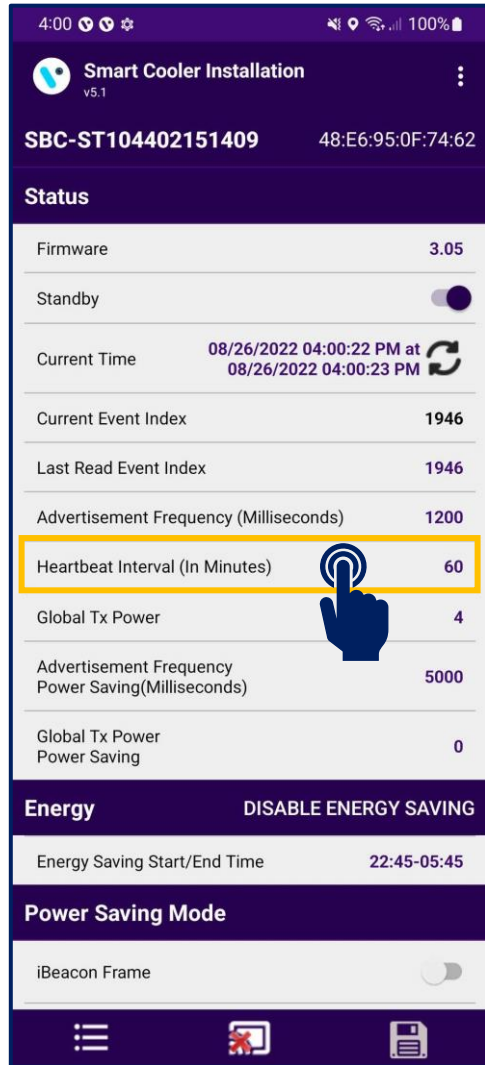 4:00 100%
Smart Cooler Installation
v5.1
SBC-ST104402151409 48:E6:95:0F:74:62
Status
Firmware 3.05
Standby
Current Time 08/26/2022 04:00:22 PM at
08/26/2022 04:00:23 PM
Current Event Index 1946
Last Read Event Index 1946
Advertisement Frequency (Milliseconds) 1200
Heartbeat Interval (In Minutes) 60
Global Tx Power 4
Advertisement Frequency
Power Saving(Milliseconds) 5000
Global Tx Power
Power Saving 0
Energy DISABLE ENERGY SAVING
Energy Saving Start/End Time 22:45-05:45
Power Saving Mode
iBeacon Frame